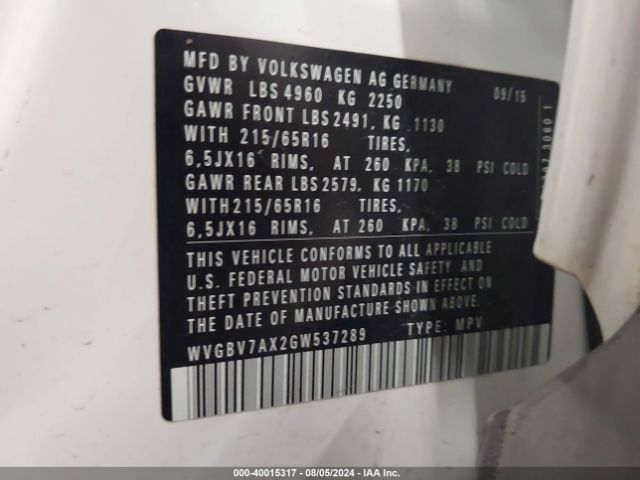 MFD BY VOLKSWAGEN AG GERMANY 09/15
GVWR LBS 4960 KG 2250
GAWR FRONT LBS 2491, KG 1130
WITH 215/65R16 TIRES,
6,5JX16 RIMS, AT 260 KPA, 38 PSI COLD
GAWR REAR LBS 2579, KG 1170
WITH 215/65R16 TIRES,
6,5JX16 RIMS, AT 260 KPA, 38 PSI COLD
THIS VEHICLE CONFORMS TO ALL APPLICABLE
U.S. FEDERAL MOTOR VEHICLE SAFETY AND
THEFT PREVENTION STANDARDS IN EFFECT ON
THE DATE OF MANUFACTURE SHOWN ABOVE.
WVGBV7AX2GW537289 TYPE: MPV
000-40015317 - 08/05/2024 - IAA Inc.